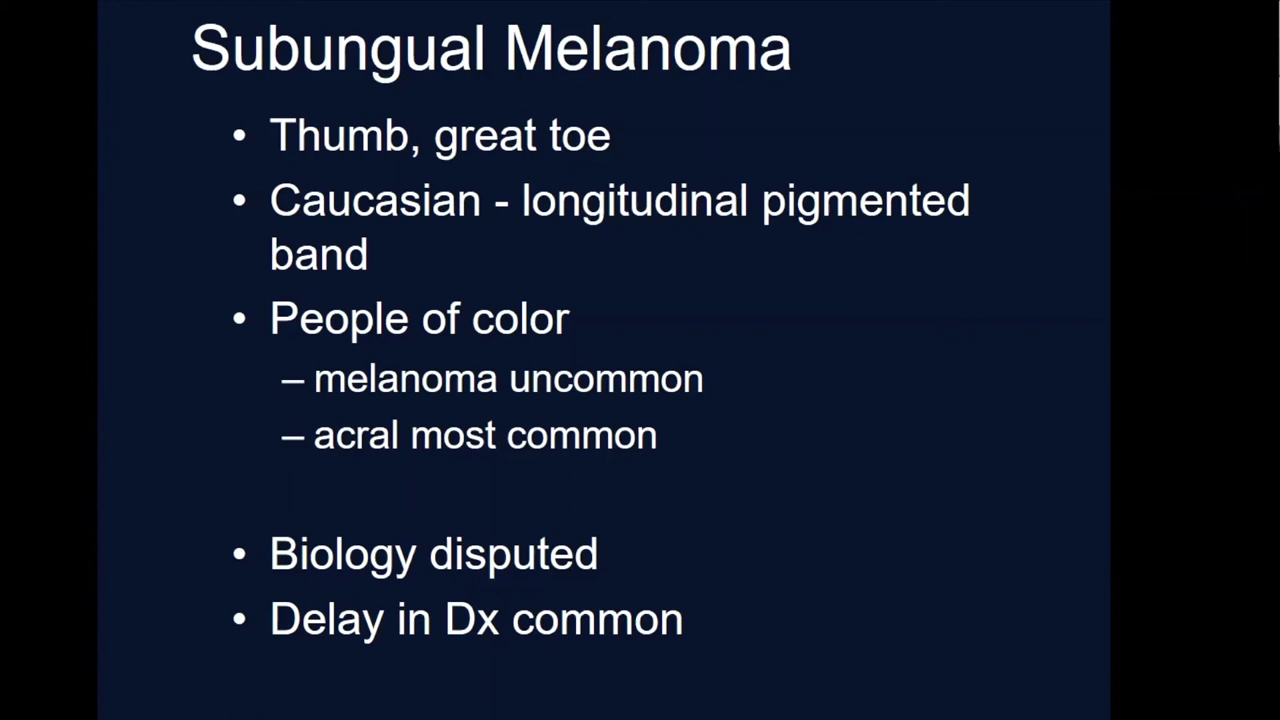 Subungual Melanoma
• Thumb, great toe
• Caucasian - longitudinal pigmented
band
• People of color
– melanoma uncommon
– acral most common
• Biology disputed
• Delay in Dx common